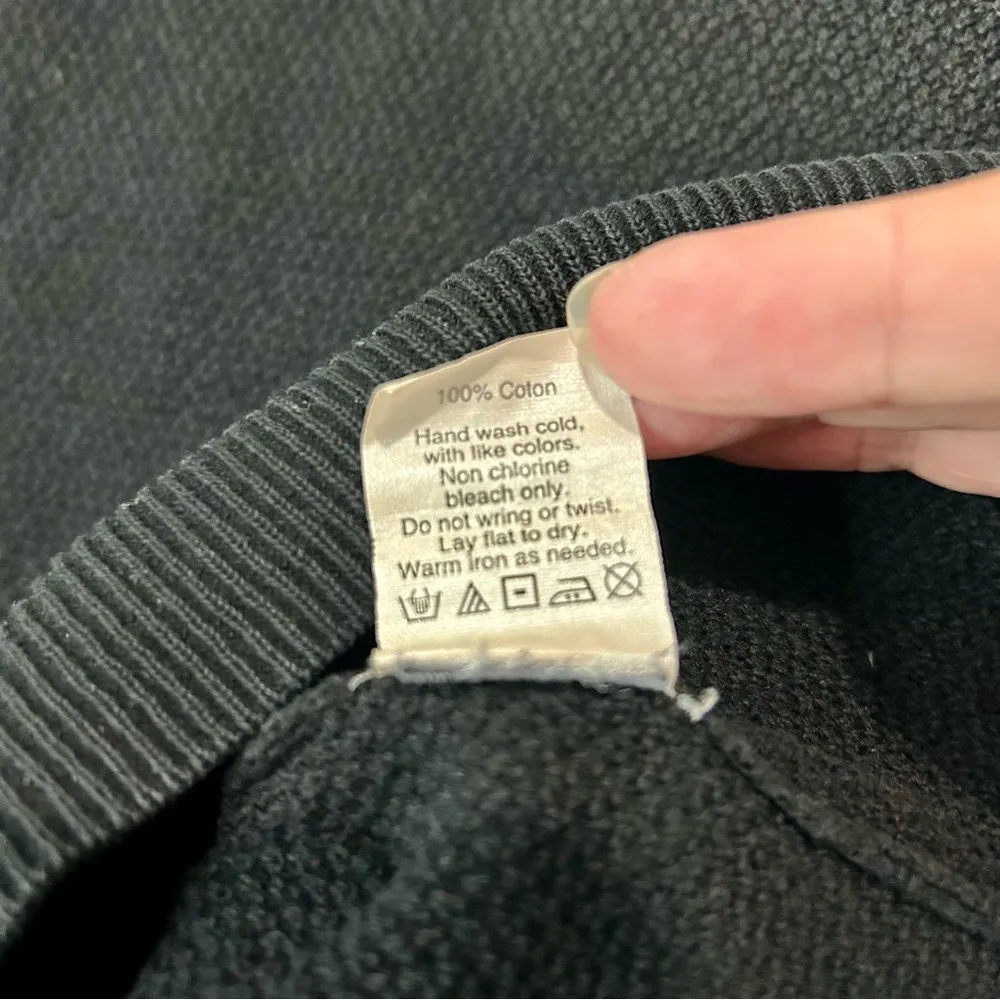 100% Coton
Hand wash cold,
with like colors.
Non chlorine
bleach only.
Do not wring or twist.
Lay flat to dry.
Warm iron as needed.